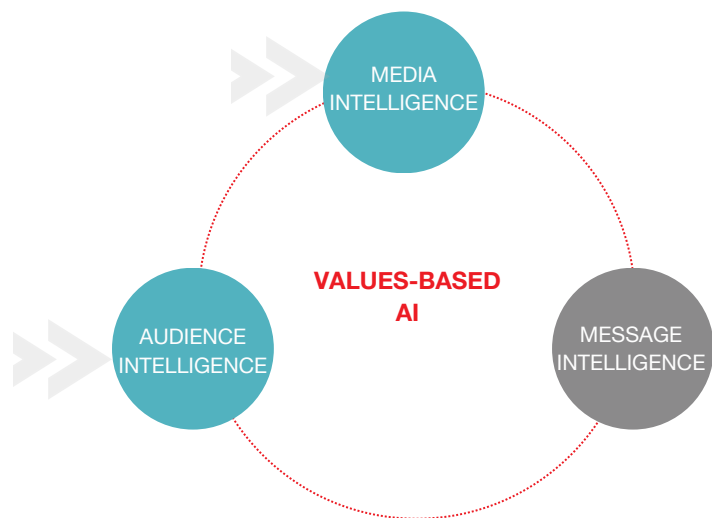 MEDIA
INTELLIGENCE
VALUES-BASED
AI
AUDIENCE
INTELLIGENCE
MESSAGE
INTELLIGENCE